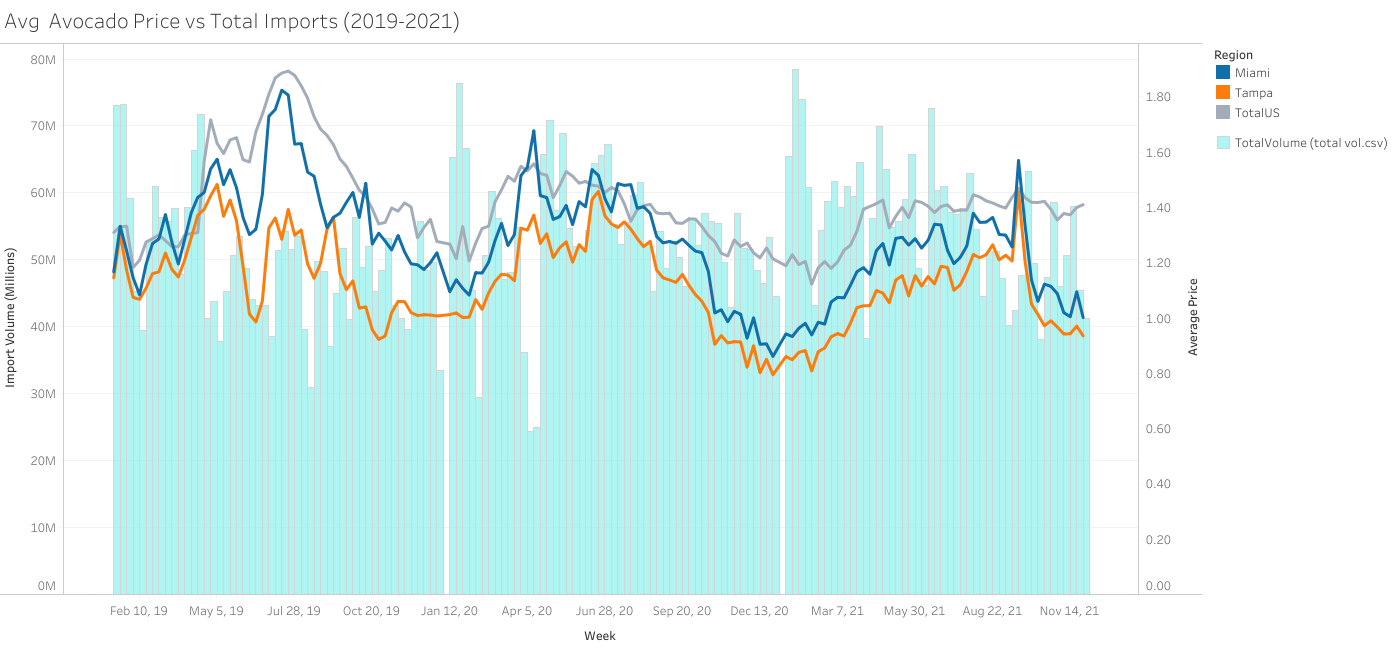 Avg  Avocado Price vs Total Imports (2019-2021)
Region
Miami
Tampa
TotalUS
TotalVolume (total vol.csv)
Import Volume (Millions)
80M
70M
60M
50M
40M
30M
20M
10M
0M
1.80
1.60
1.40
1.20
1.00
0.80
0.60
0.40
0.20
0.00
Average Price
Feb 10, 19
May 5, 19
Jul 28, 19
Oct 20, 19
Jan 12, 20
Apr 5, 20
Jun 28, 20
Sep 20, 20
Dec 13, 20
Mar 7, 21
May 30, 21
Aug 22, 21
Nov 14, 21
Week